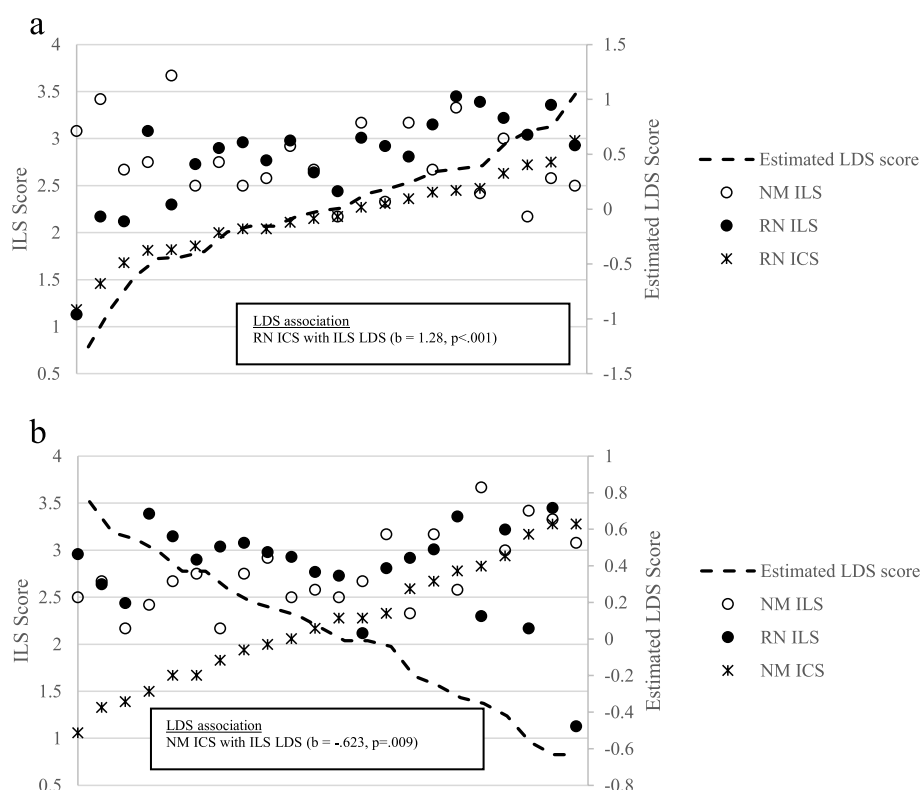 a
4
3.5
3
2.5
2
1.5
1
0.5
ILS Score
1.5
1
0.5
0
-0.5
-1
-1.5
Estimated LDS Score
Estimated LDS score
NM ILS
RN ILS
RN ICS
LDS association
RN ICS with ILS LDS (b = 1.28, p<.001)
b
4
3.5
3
2.5
2
1.5
1
0.5
ILS Score
1
0.8
0.6
0.4
0.2
0
-0.2
-0.4
-0.6
-0.8
Estimated LDS Score
Estimated LDS score
NM ILS
RN ILS
NM ICS
LDS association
NM ICS with ILS LDS (b = -.623, p=.009)